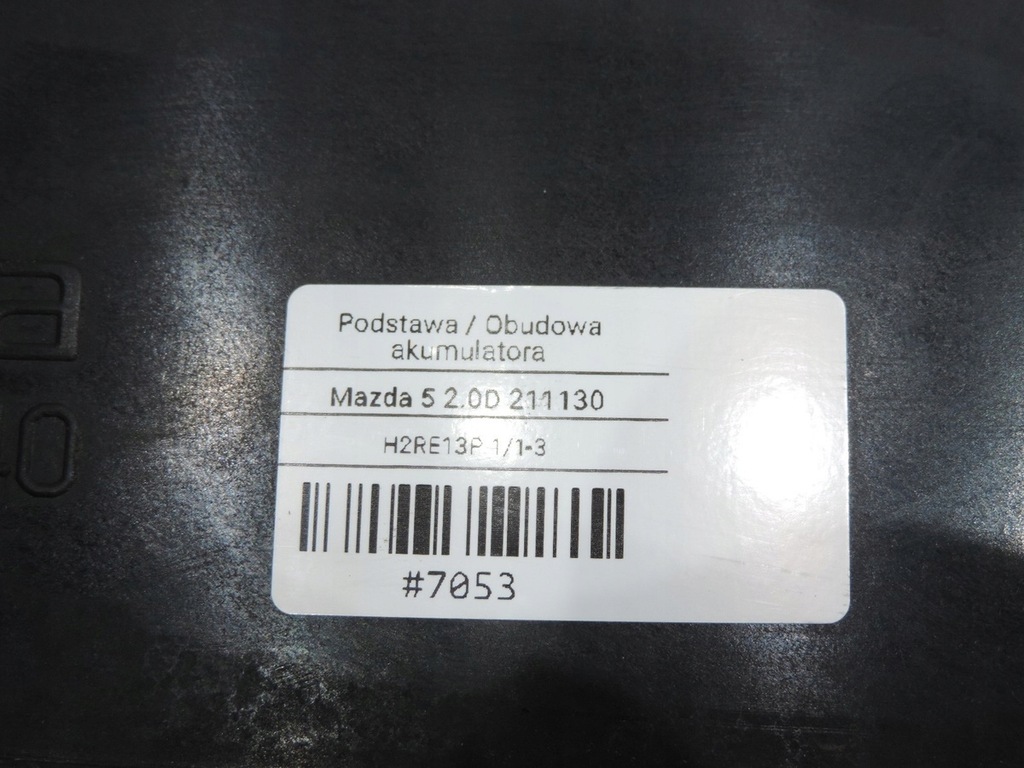 Podstawa / Obudowa
akumulatora
Mazda 5 2.0D 211130
H2RE13P 1/1-3
#7053